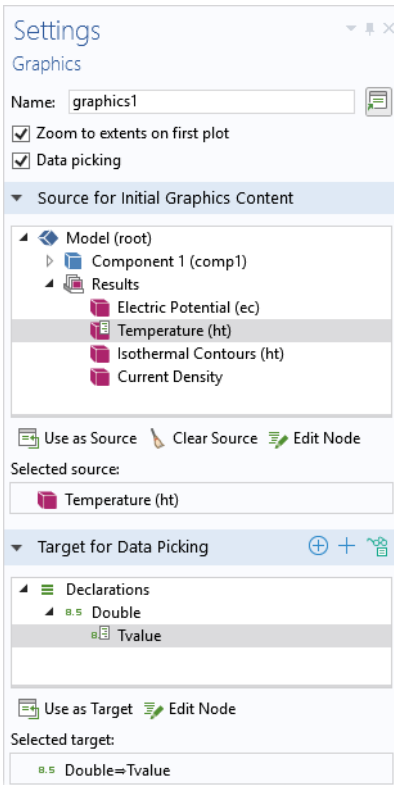 Settings
Graphics
Name: graphics1
Zoom to extents on first plot
Data picking
Source for Initial Graphics Content
Model (root)
Component 1 (comp1)
Results
Electric Potential (ec)
Temperature (ht)
Isothermal Contours (ht)
Current Density
Use as Source Clear Source Edit Node
Selected source:
Temperature (ht)
Target for Data Picking
Declarations
8.5 Double
Tvalue
Use as Target Edit Node
Selected target:
8.5 Double⇒Tvalue